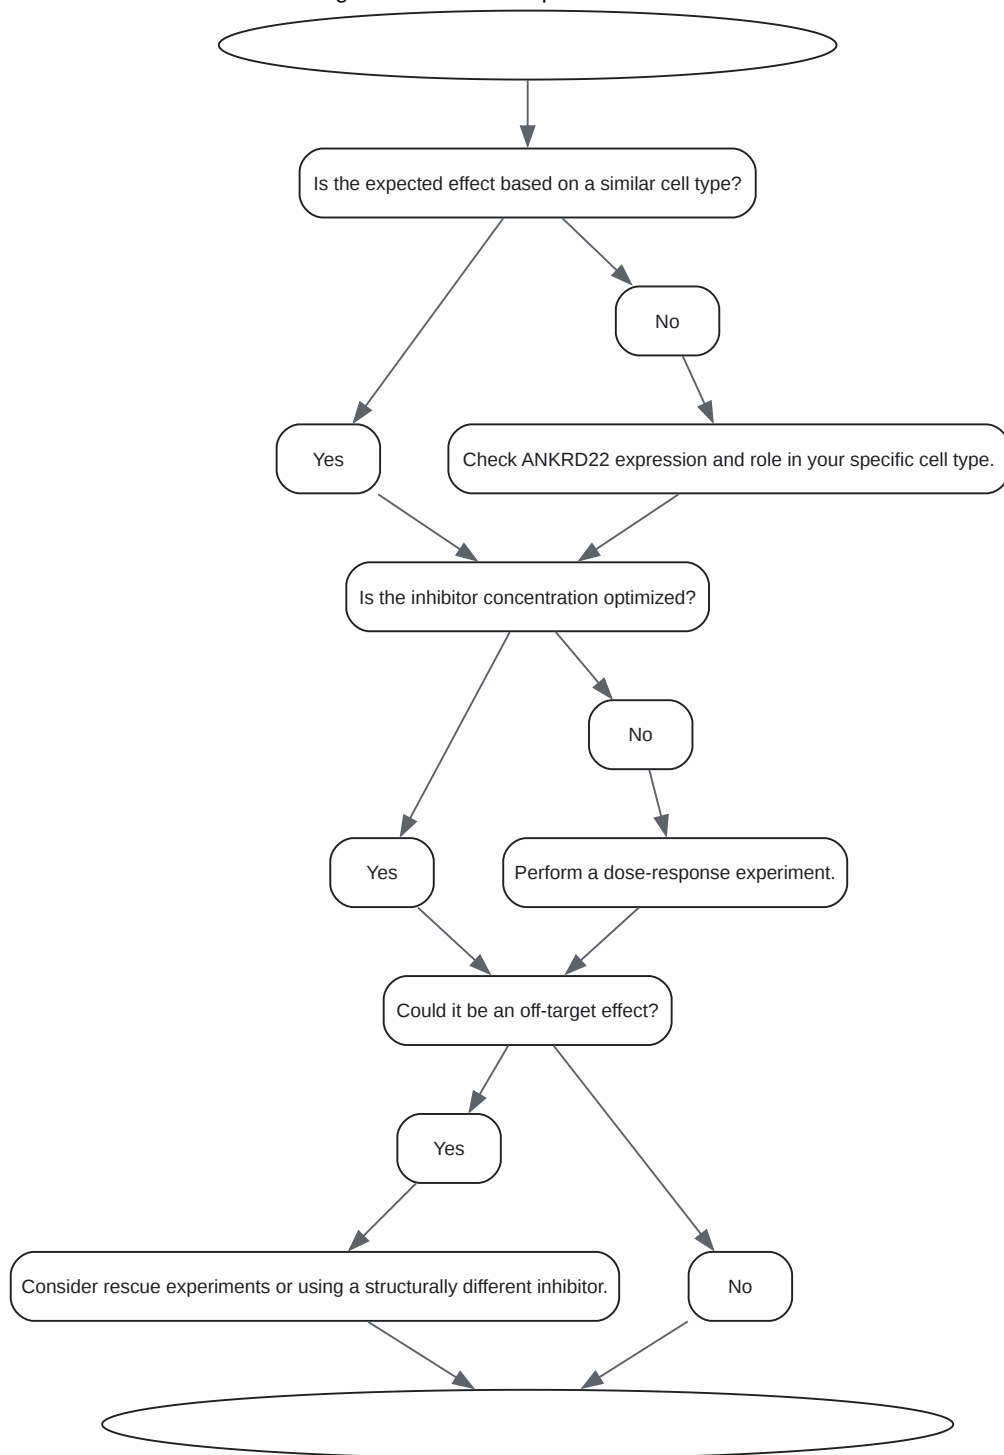 Is the expected effect based on a similar cell type?
No
Yes
Check ANKRD22 expression and role in your specific cell type.
Is the inhibitor concentration optimized?
No
Yes
Perform a dose-response experiment.
Could it be an off-target effect?
Yes
Consider rescue experiments or using a structurally different inhibitor.
No